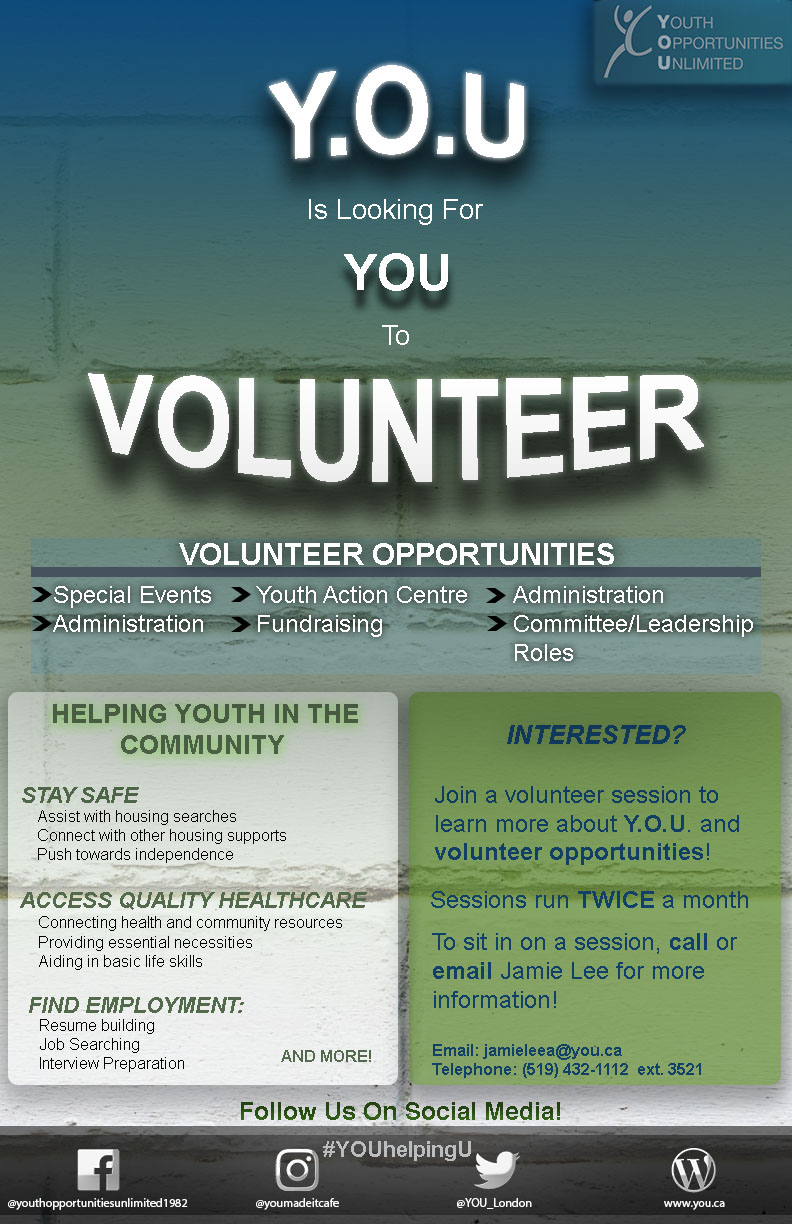 YOUTH
OPPORTUNITIES
UNLIMITED
Y.O.U
Is Looking For
YOU
To
VOLUNTEER
VOLUNTEER OPPORTUNITIES
Special Events
Administration
Youth Action Centre
Fundraising
Administration
Committee/Leadership
Roles
HELPING YOUTH IN THE
COMMUNITY
STAY SAFE
Assist with housing searches
Connect with other housing supports
Push towards independence
ACCESS QUALITY HEALTHCARE
Connecting health and community resources
Providing essential necessities
Aiding in basic life skills
FIND EMPLOYMENT:
Resume building
Job Searching
Interview Preparation
AND MORE!
INTERESTED?
Join a volunteer session to
learn more about Y.O.U. and
volunteer opportunities!
Sessions run TWICE a month
To sit in on a session, call or
email Jamie Lee for more
information!
Email: jamieleea@you.ca
Telephone: (519) 432-1112 ext. 3521
Follow Us On Social Media!
#YOUhelpingU
@youthopportunitiesunlimited1982
@youmadeitcafe
@YOU_London
www.you.ca